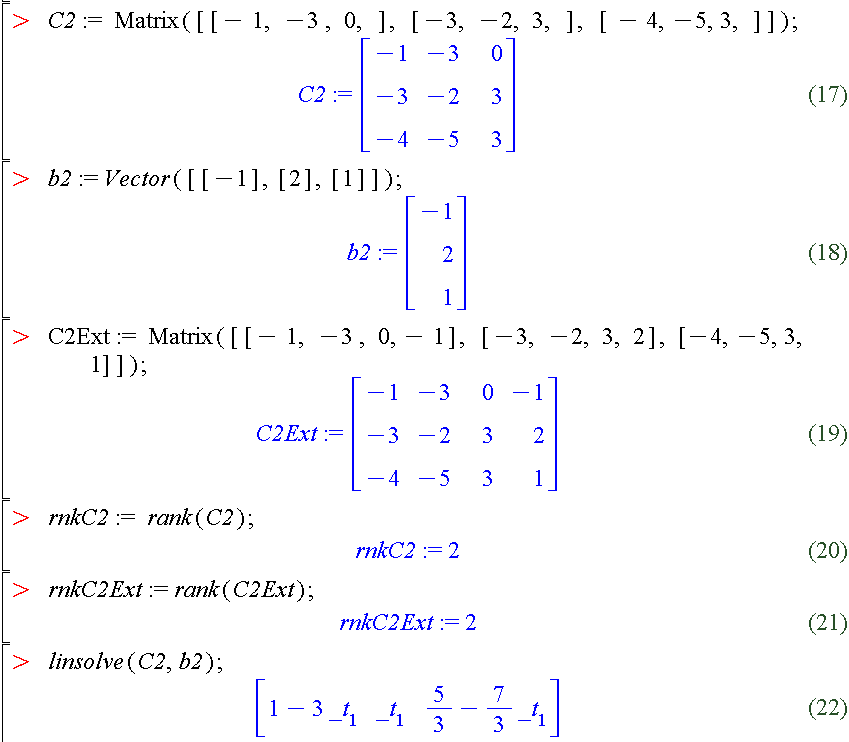 > C2 := Matrix([[- 1, -3 , 0, ], [-3, -2, 3, ], [ - 4, -5, 3, ]]);
C2 := [ -1 -3 0
-3 -2 3
-4 -5 3 ] (17)
> b2 := Vector([[-1], [2], [1]]);
b2 := [ -1
2
1 ] (18)
> C2Ext := Matrix([[- 1, -3 , 0, - 1], [-3, -2, 3, 2], [-4, -5, 3,
1]]);
C2Ext := [ -1 -3 0 -1
-3 -2 3 2
-4 -5 3 1 ] (19)
> rnkC2 := rank(C2);
rnkC2 := 2 (20)
> rnkC2Ext := rank(C2Ext);
rnkC2Ext := 2 (21)
> linsolve(C2, b2);
[ 1 - 3 _t₁ _t₁ 5/3 - 7/3 _t₁ ] (22)